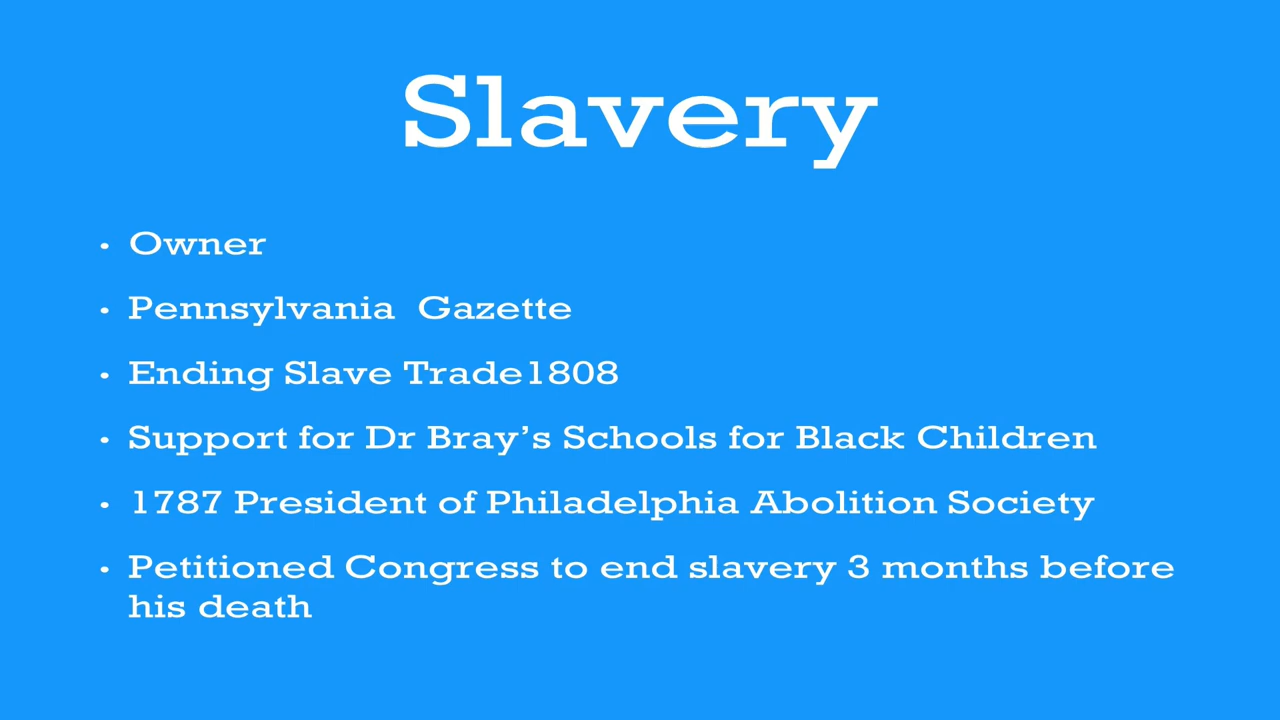 Slavery
• Owner
• Pennsylvania  Gazette
• Ending Slave Trade1808
• Support for Dr Bray’s Schools for Black Children
• 1787 President of Philadelphia Abolition Society
• Petitioned Congress to end slavery 3 months before
his death